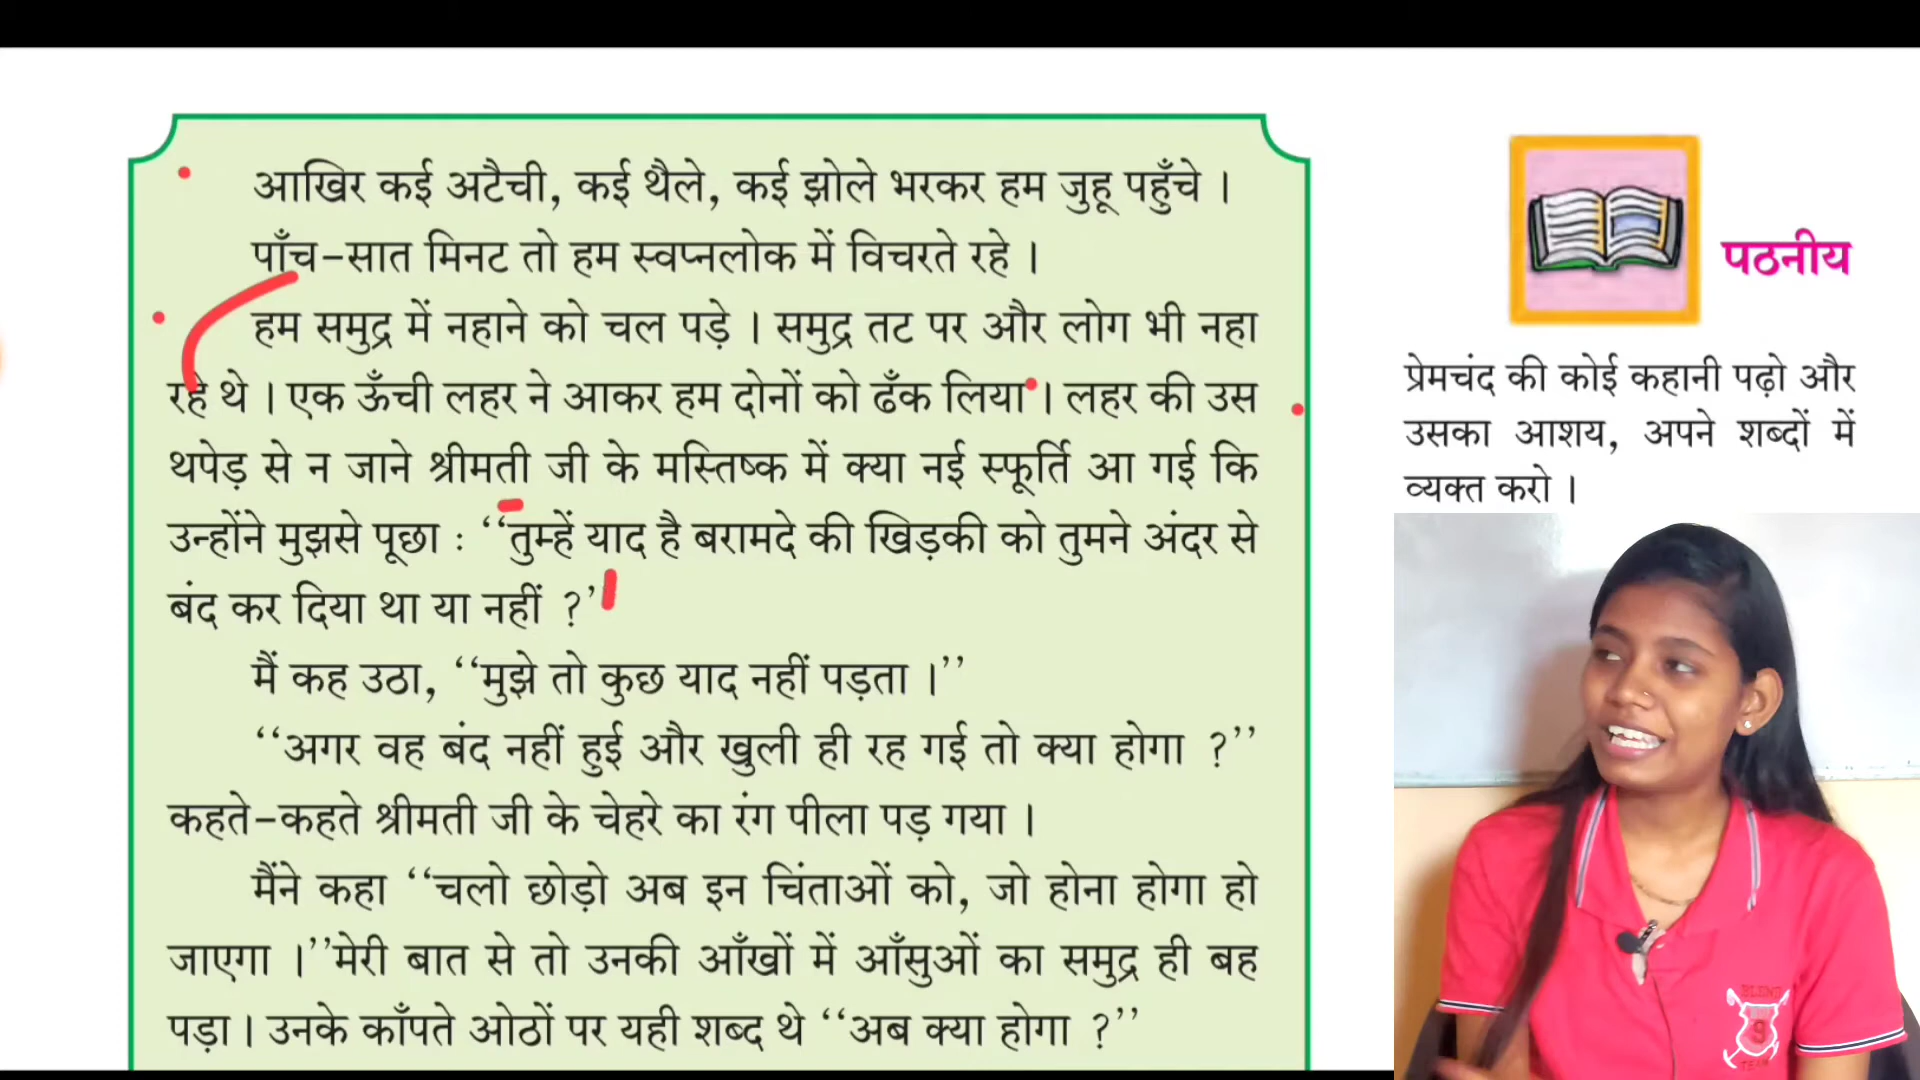 आखिर कई अटैची, कई थैले, कई झोले भरकर हम जुहू पहुँचे ।
पाँच-सात मिनट तो हम स्वप्नलोक में विचरते रहे ।
हम समुद्र में नहाने को चल पड़े । समुद्र तट पर और लोग भी नहा
रहे थे । एक ऊँची लहर ने आकर हम दोनों को ढँक लिया । लहर की उस
थपेड़ से न जाने श्रीमती जी के मस्तिष्क में क्या नई स्फूर्ति आ गई कि
उन्होंने मुझसे पूछा : ‘‘तुम्हें याद है बरामदे की खिड़की को तुमने अंदर से
बंद कर दिया था या नहीं ?’
मैं कह उठा, ‘‘मुझे तो कुछ याद नहीं पड़ता ।’’
‘‘अगर वह बंद नहीं हुई और खुली ही रह गई तो क्या होगा ?’’
कहते-कहते श्रीमती जी के चेहरे का रंग पीला पड़ गया ।
मैंने कहा ‘‘चलो छोड़ो अब इन चिंताओं को, जो होना होगा हो
जाएगा ।’’मेरी बात से तो उनकी आँखों में आँसुओं का समुद्र ही बह
पड़ा । उनके काँपते ओठों पर यही शब्द थे ‘‘अब क्या होगा ?’’
पठनीय
प्रेमचंद की कोई कहानी पढ़ो और
उसका आशय, अपने शब्दों में
व्यक्त करो ।
9
TEAM